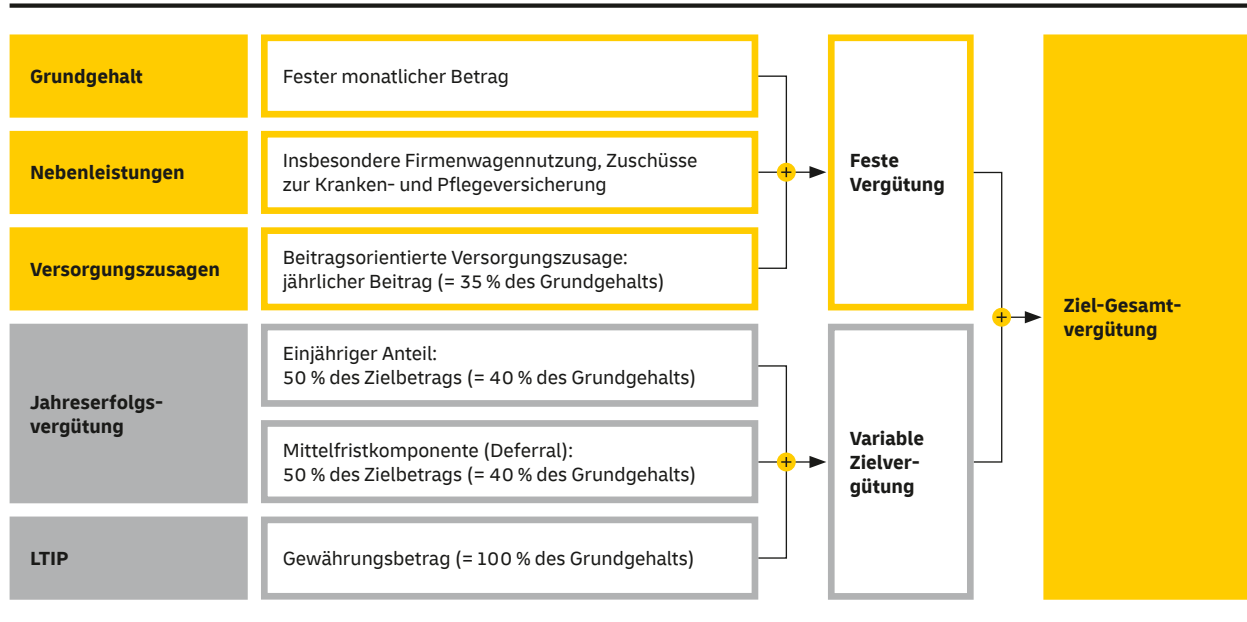 Grundgehalt
Fester monatlicher Betrag
Nebenleistungen
Insbesondere Firmenwagennutzung, Zuschüsse
zur Kranken- und Pflegeversicherung
Versorgungszusagen
Beitragsorientierte Versorgungszusage:
jährlicher Beitrag (= 35 % des Grundgehalts)
+
Feste
Vergütung
Jahreserfolgs-
vergütung
Einjähriger Anteil:
50 % des Zielbetrags (= 40 % des Grundgehalts)
Mittelfristkomponente (Deferral):
50 % des Zielbetrags (= 40 % des Grundgehalts)
LTIP
Gewährungsbetrag (= 100 % des Grundgehalts)
+
Variable
Zielver-
gütung
+
Ziel-Gesamt-
vergütung